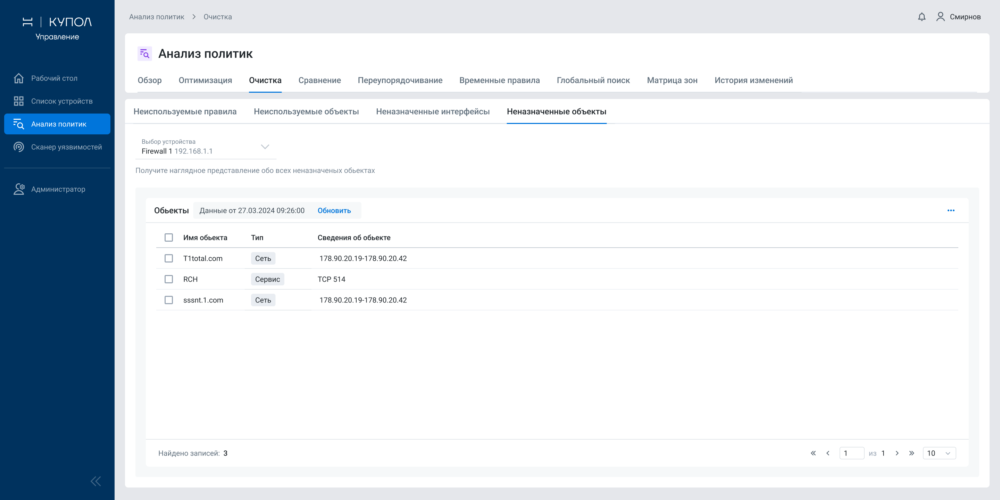 КУПОЛ
Управление
Рабочий стол
Список устройств
Анализ политик
Сканер уязвимостей
Администратор
Анализ политик > Очистка
Смирнов
Анализ политик
Обзор Оптимизация Очистка Сравнение Переупорядочивание Временные правила Глобальный поиск Матрица зон История изменений
Неиспользуемые правила Неиспользуемые объекты Неназначенные интерфейсы Неназначенные объекты
Выбор устройства
Firewall 1 192.168.1.1
Получите наглядное представление обо всех неназначеных обьектах
Обьекты Данные от 27.03.2024 09:26:00 Обновить
Имя обьекта Тип Сведения об обьекте
T1total.com Сеть 178.90.20.19-178.90.20.42
RCH Сервис TCP 514
sssnt.1.com Сеть 178.90.20.19-178.90.20.42
Найдено записей: 3
1 из 1 10